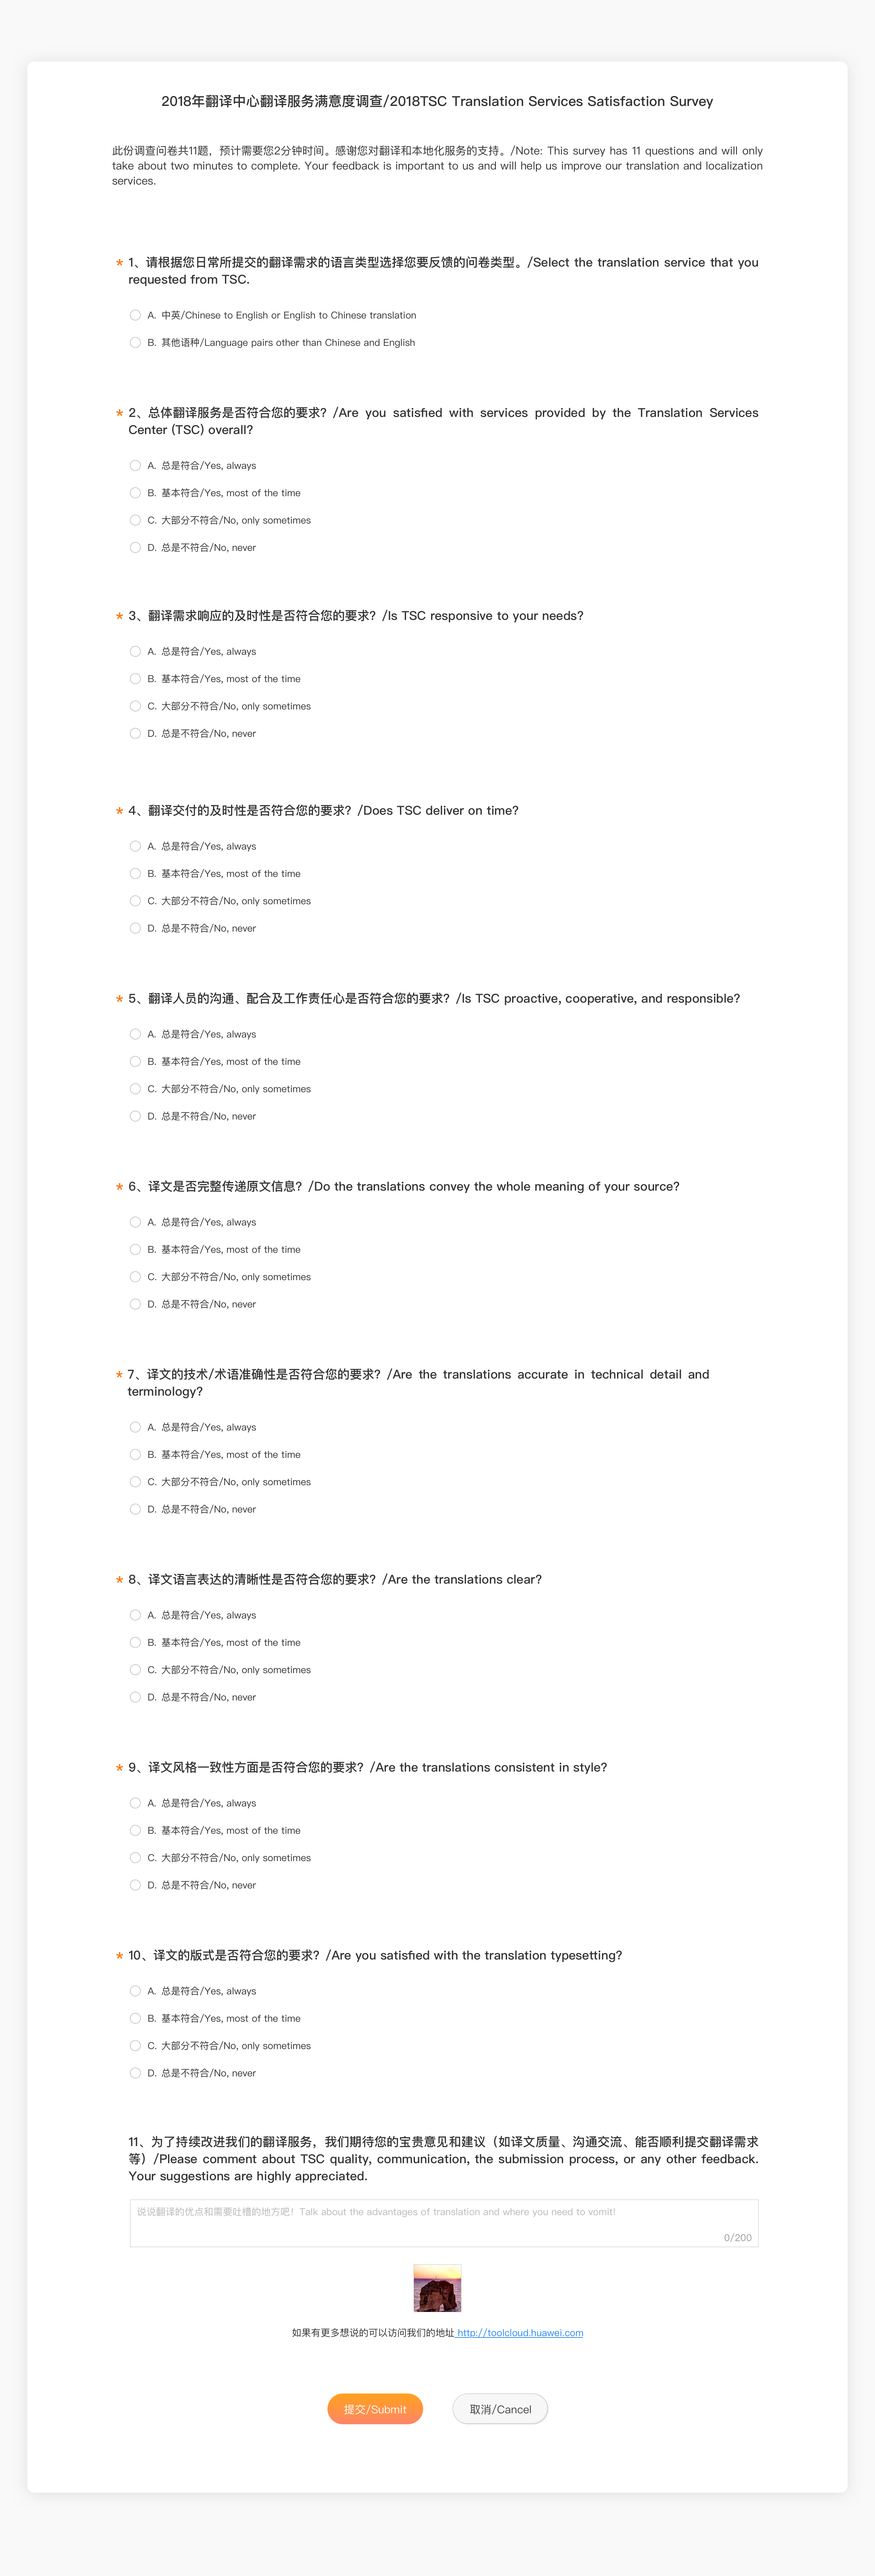 2018年翻译中心翻译服务满意度调查/2018TSC Translation Services Satisfaction Survey
此份调查问卷共11题，预计需要您2分钟时间。感谢您对翻译和本地化服务的支持。/Note: This survey has 11 questions and will only
take about two minutes to complete. Your feedback is important to us and will help us improve our translation and localization
services.
* 1、请根据您日常所提交的翻译需求的语言类型选择您要反馈的问卷类型。/Select the translation service that you
requested from TSC.
A. 中英/Chinese to English or English to Chinese translation
B. 其他语种/Language pairs other than Chinese and English
* 2、总体翻译服务是否符合您的要求？/Are you satisfied with services provided by the Translation Services
Center (TSC) overall?
A. 总是符合/Yes, always
B. 基本符合/Yes, most of the time
C. 大部分不符合/No, only sometimes
D. 总是不符合/No, never
* 3、翻译需求响应的及时性是否符合您的要求？/Is TSC responsive to your needs?
A. 总是符合/Yes, always
B. 基本符合/Yes, most of the time
C. 大部分不符合/No, only sometimes
D. 总是不符合/No, never
* 4、翻译交付的及时性是否符合您的要求？/Does TSC deliver on time?
A. 总是符合/Yes, always
B. 基本符合/Yes, most of the time
C. 大部分不符合/No, only sometimes
D. 总是不符合/No, never
* 5、翻译人员的沟通、配合及工作责任心是否符合您的要求？/Is TSC proactive, cooperative, and responsible?
A. 总是符合/Yes, always
B. 基本符合/Yes, most of the time
C. 大部分不符合/No, only sometimes
D. 总是不符合/No, never
* 6、译文是否完整传递原文信息？/Do the translations convey the whole meaning of your source?
A. 总是符合/Yes, always
B. 基本符合/Yes, most of the time
C. 大部分不符合/No, only sometimes
D. 总是不符合/No, never
* 7、译文的技术/术语准确性是否符合您的要求？/Are the translations accurate in technical detail and
terminology?
A. 总是符合/Yes, always
B. 基本符合/Yes, most of the time
C. 大部分不符合/No, only sometimes
D. 总是不符合/No, never
* 8、译文语言表达的清晰性是否符合您的要求？/Are the translations clear?
A. 总是符合/Yes, always
B. 基本符合/Yes, most of the time
C. 大部分不符合/No, only sometimes
D. 总是不符合/No, never
* 9、译文风格一致性方面是否符合您的要求？/Are the translations consistent in style?
A. 总是符合/Yes, always
B. 基本符合/Yes, most of the time
C. 大部分不符合/No, only sometimes
D. 总是不符合/No, never
* 10、译文的版式是否符合您的要求？/Are you satisfied with the translation typesetting?
A. 总是符合/Yes, always
B. 基本符合/Yes, most of the time
C. 大部分不符合/No, only sometimes
D. 总是不符合/No, never
11、为了持续改进我们的翻译服务，我们期待您的宝贵意见和建议（如译文质量、沟通交流、能否顺利提交翻译需求
等）/Please comment about TSC quality, communication, the submission process, or any other feedback.
Your suggestions are highly appreciated.
说说翻译的优点和需要吐槽的地方吧！Talk about the advantages of translation and where you need to vomit!
0/200
如果有更多想说的可以访问我们的地址 http://toolcloud.huawei.com
提交/Submit 取消/Cancel